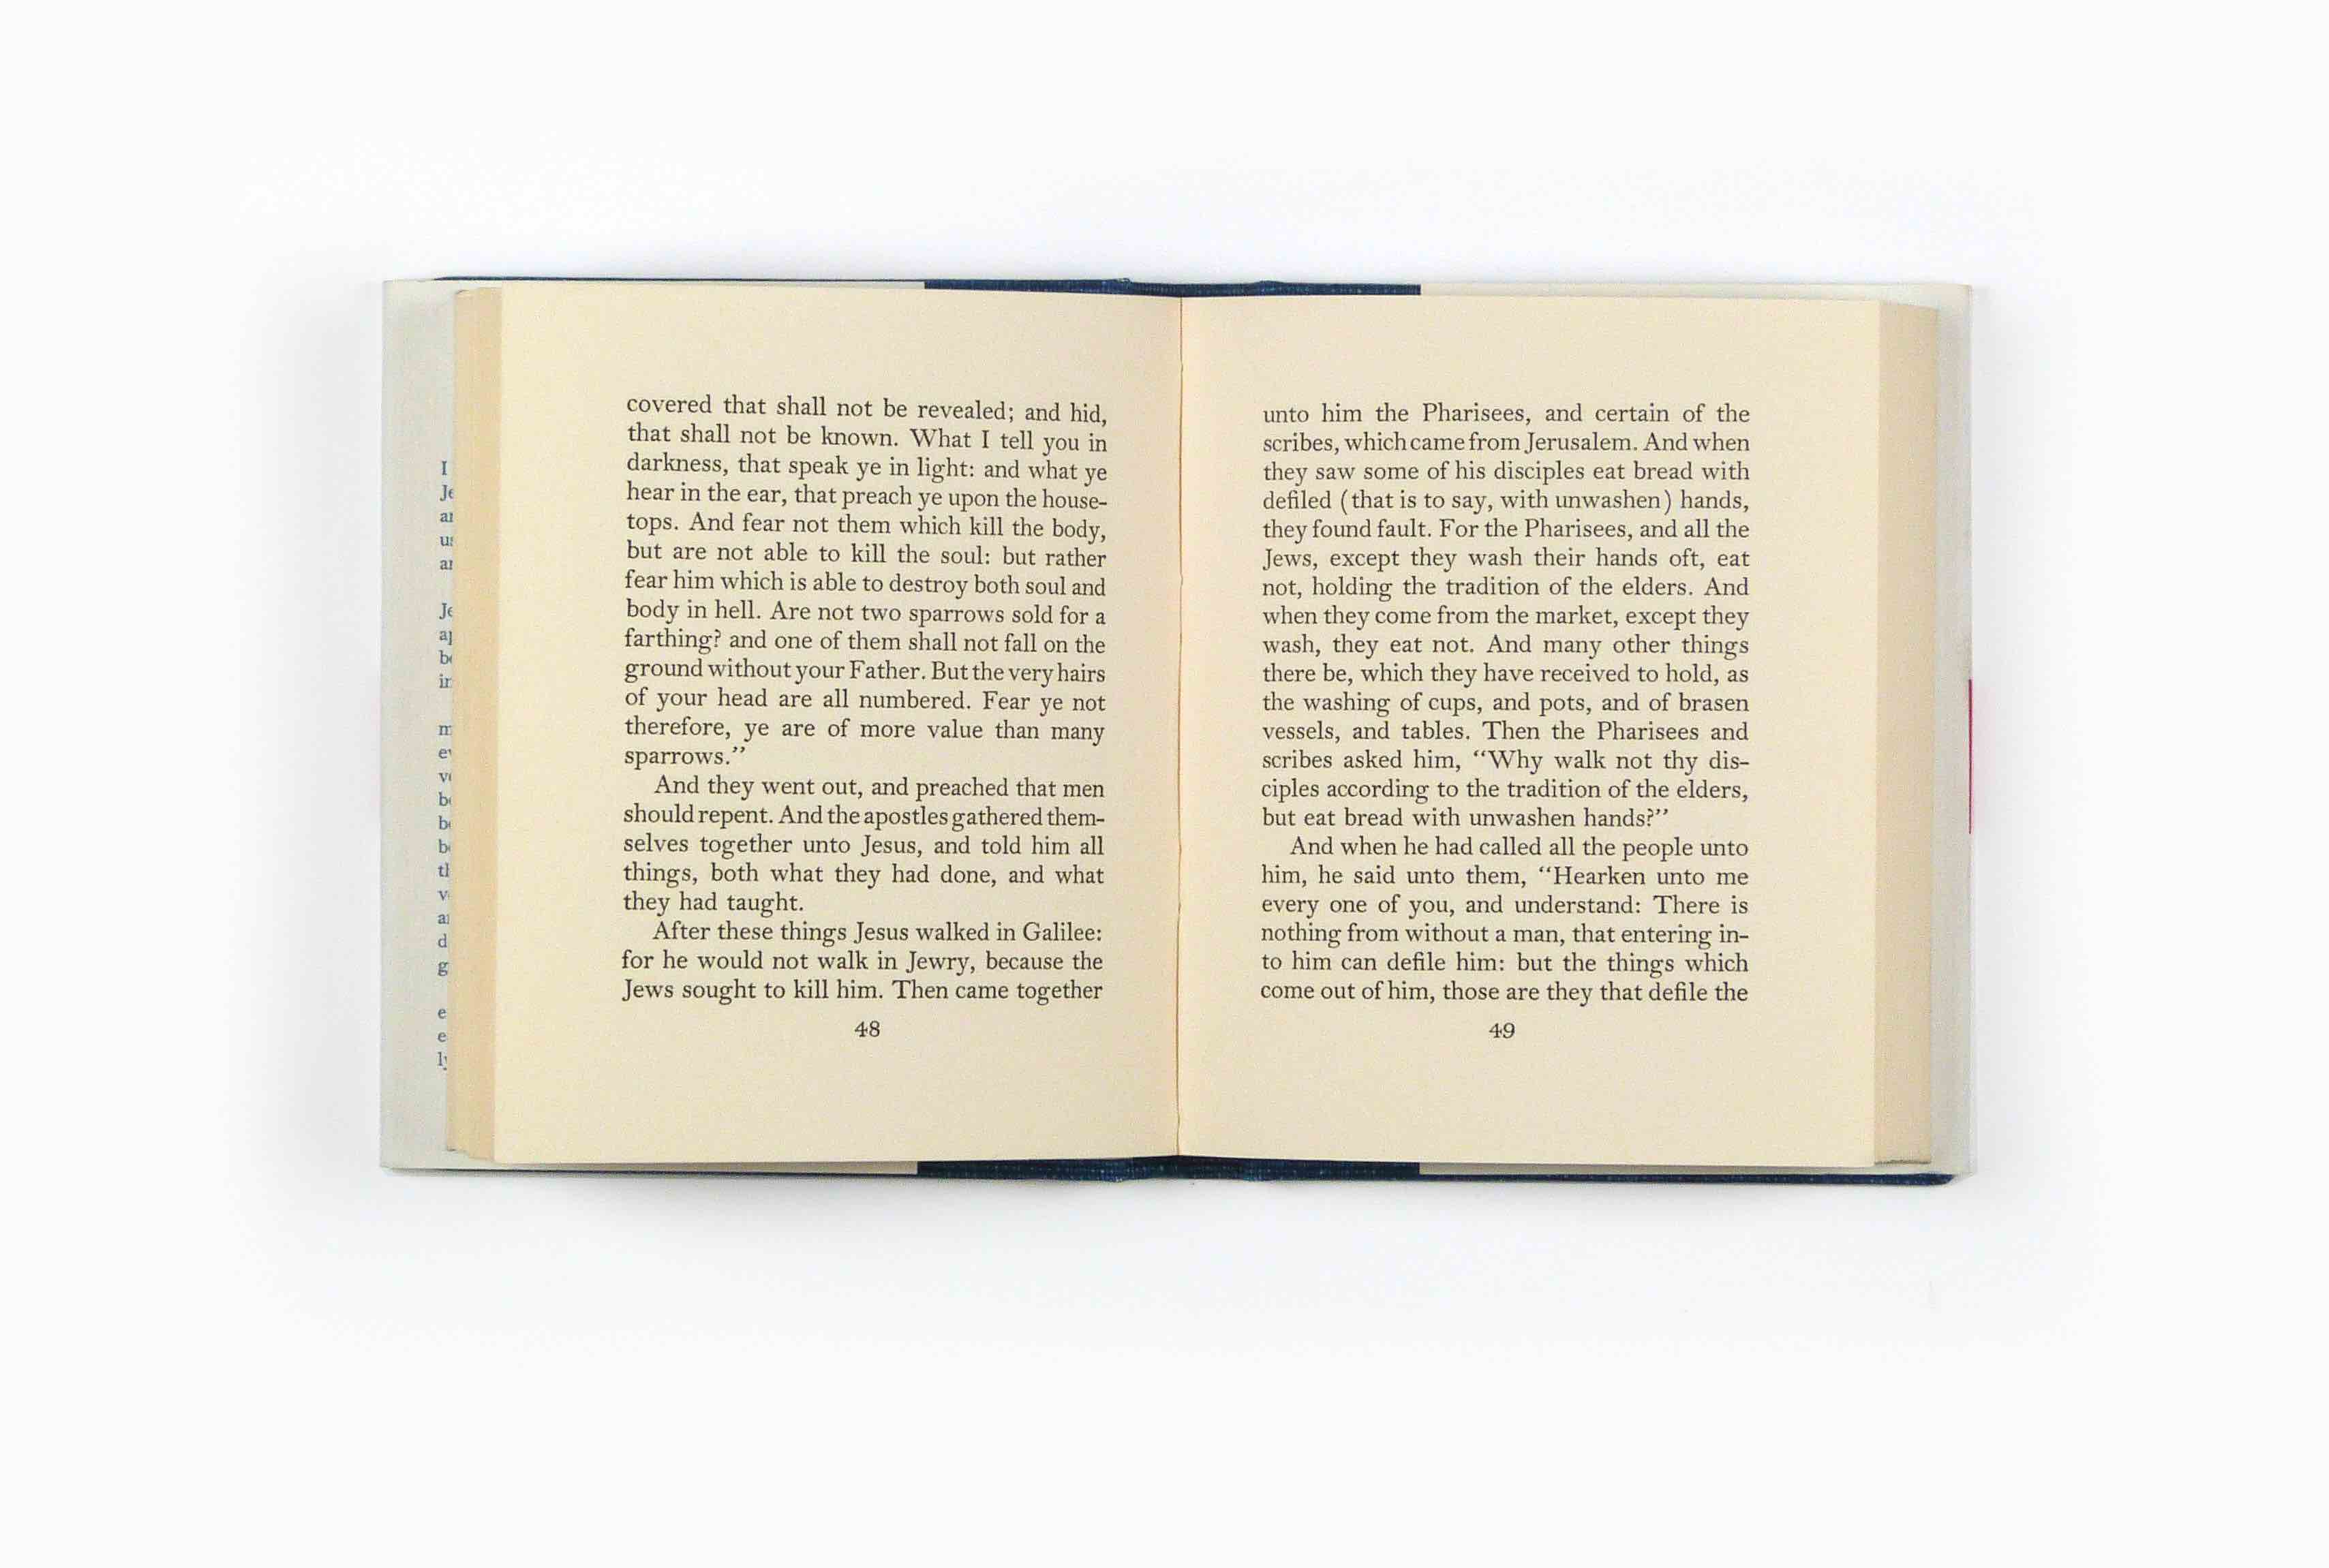 covered that shall not be revealed; and hid,
that shall not be known. What I tell you in
darkness, that speak ye in light: and what ye
hear in the ear, that preach ye upon the house-
tops. And fear not them which kill the body,
but are not able to kill the soul: but rather
fear him which is able to destroy both soul and
body in hell. Are not two sparrows sold for a
farthing? and one of them shall not fall on the
ground without your Father. But the very hairs
of your head are all numbered. Fear ye not
therefore, ye are of more value than many
sparrows.”
And they went out, and preached that men
should repent. And the apostles gathered them-
selves together unto Jesus, and told him all
things, both what they had done, and what
they had taught.
After these things Jesus walked in Galilee:
for he would not walk in Jewry, because the
Jews sought to kill him. Then came together
48
unto him the Pharisees, and certain of the
scribes, which came from Jerusalem. And when
they saw some of his disciples eat bread with
defiled (that is to say, with unwashen) hands,
they found fault. For the Pharisees, and all the
Jews, except they wash their hands oft, eat
not, holding the tradition of the elders. And
when they come from the market, except they
wash, they eat not. And many other things
there be, which they have received to hold, as
the washing of cups, and pots, and of brasen
vessels, and tables. Then the Pharisees and
scribes asked him, “Why walk not thy dis-
ciples according to the tradition of the elders,
but eat bread with unwashen hands?”
And when he had called all the people unto
him, he said unto them, “Hearken unto me
every one of you, and understand: There is
nothing from without a man, that entering in-
to him can defile him: but the things which
come out of him, those are they that defile the
49